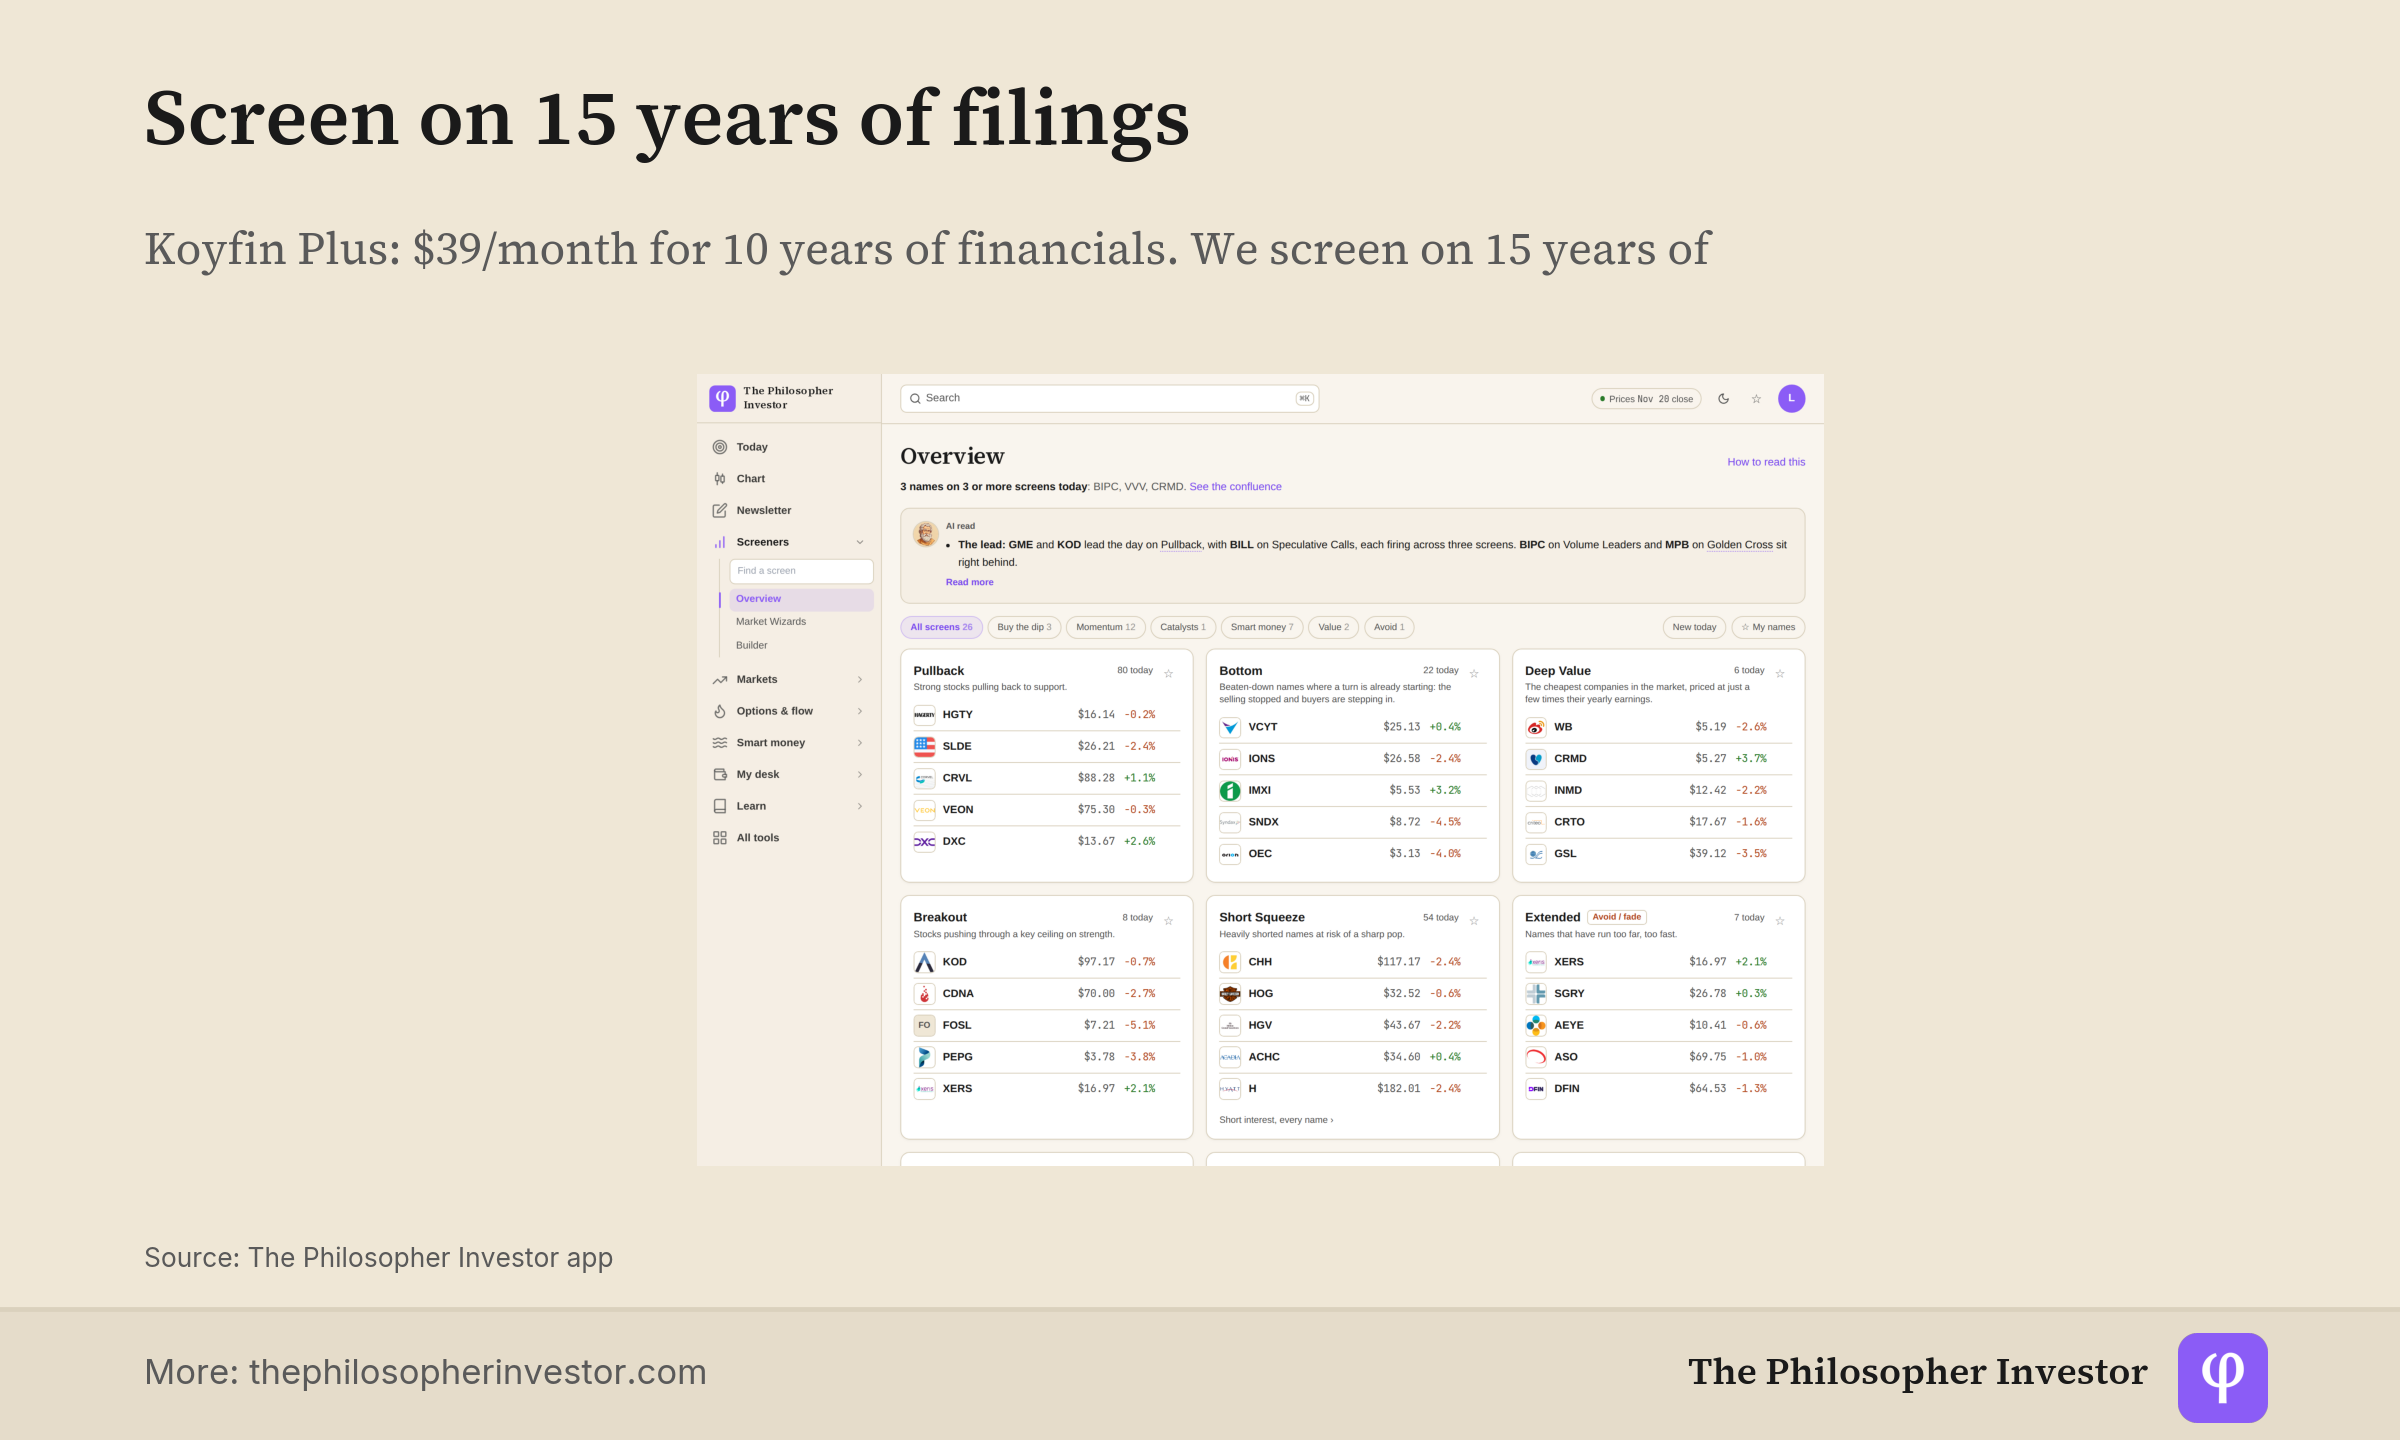 Screen on 15 years of filings
Koyfin Plus: $39/month for 10 years of financials. We screen on 15 years of
The Philosopher
Investor
Search
⌘K
Prices Nov 20 close
L
Today
Chart
Newsletter
Screeners
Find a screen
Overview
Market Wizards
Builder
Markets
Options & flow
Smart money
My desk
Learn
All tools
Overview
How to read this
3 names on 3 or more screens today: BIPC, VVV, CRMD. See the confluence
AI read
• The lead: GME and KOD lead the day on Pullback, with BILL on Speculative Calls, each firing across three screens. BIPC on Volume Leaders and MPB on Golden Cross sit
right behind.
Read more
All screens 26 Buy the dip 3 Momentum 12 Catalysts 1 Smart money 7 Value 2 Avoid 1 New today ☆ My names
Pullback 80 today
Strong stocks pulling back to support.
HGTY $16.14 -0.2%
SLDE $26.21 -2.4%
CRVL $88.28 +1.1%
VEON $75.30 -0.3%
DXC $13.67 +2.6%
Bottom 22 today
Beaten-down names where a turn is already starting: the
selling stopped and buyers are stepping in.
VCYT $25.13 +0.4%
IONS $26.58 -2.4%
IMXI $5.53 +3.2%
SNDX $8.72 -4.5%
OEC $3.13 -4.0%
Deep Value 6 today
The cheapest companies in the market, priced at just a
few times their yearly earnings.
WB $5.19 -2.6%
CRMD $5.27 +3.7%
INMD $12.42 -2.2%
CRTO $17.67 -1.6%
GSL $39.12 -3.5%
Breakout 8 today
Stocks pushing through a key ceiling on strength.
KOD $97.17 -0.7%
CDNA $70.00 -2.7%
FO FOSL $7.21 -5.1%
PEPG $3.78 -3.8%
XERS $16.97 +2.1%
Short Squeeze 54 today
Heavily shorted names at risk of a sharp pop.
CHH $117.17 -2.4%
HOG $32.52 -0.6%
HGV $43.67 -2.2%
ACHC $34.60 +0.4%
H $182.01 -2.4%
Short interest, every name ›
Extended Avoid / fade 7 today
Names that have run too far, too fast.
XERS $16.97 +2.1%
SGRY $26.78 +0.3%
AEYE $10.41 -0.6%
ASO $69.75 -1.0%
DFIN DFIN $64.53 -1.3%
Source: The Philosopher Investor app
More: thephilosopherinvestor.com
The Philosopher Investor
φ